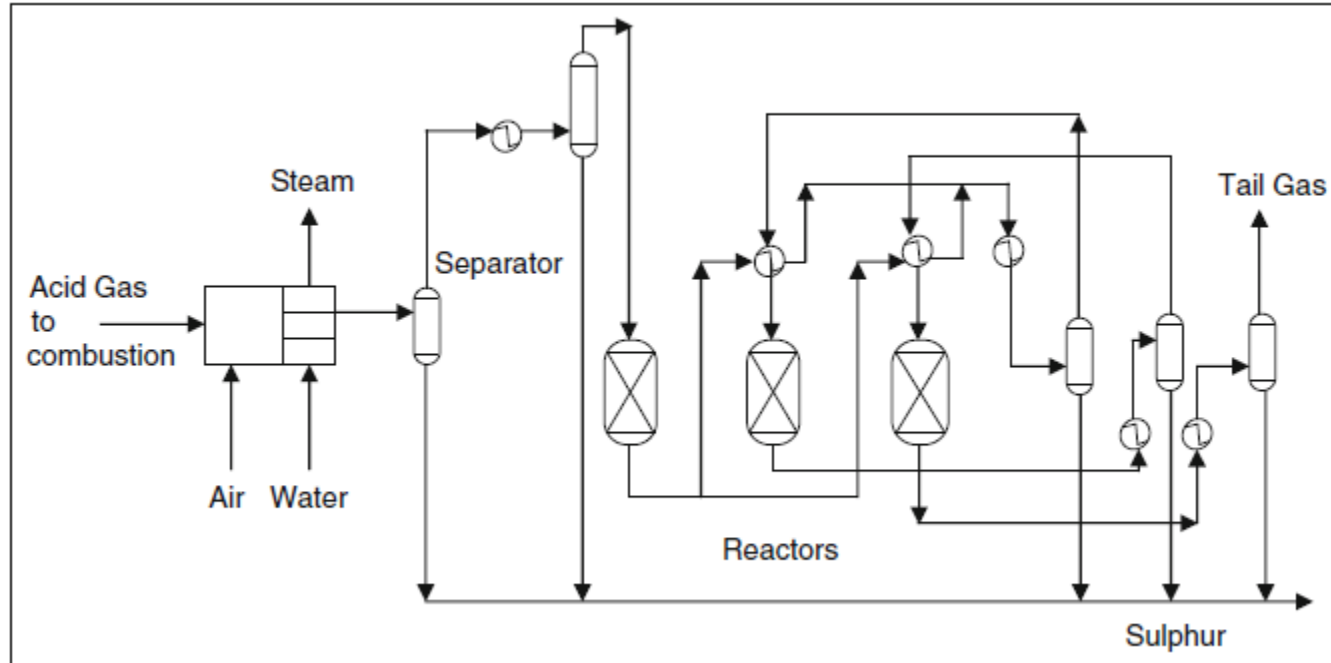 Steam
Tail Gas
Separator
Acid Gas
to
combustion
Air
Water
Reactors
Sulphur